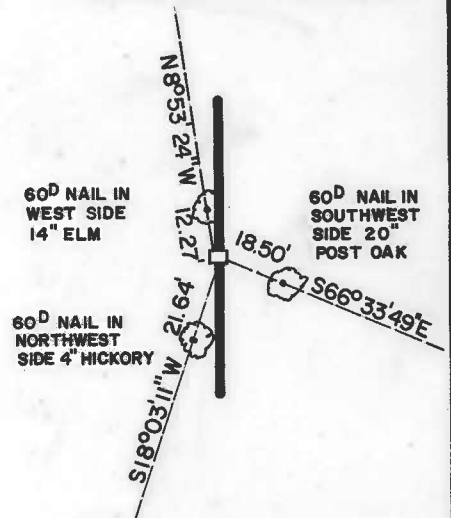 N8°53'24"W
12.27'
60D NAIL IN
WEST SIDE
14" ELM
60D NAIL IN
SOUTHWEST
SIDE 20"
POST OAK
18.50'
S66°33'49"E
60D NAIL IN
NORTHWEST
SIDE 4" HICKORY
21.64'
S18°03'11"W